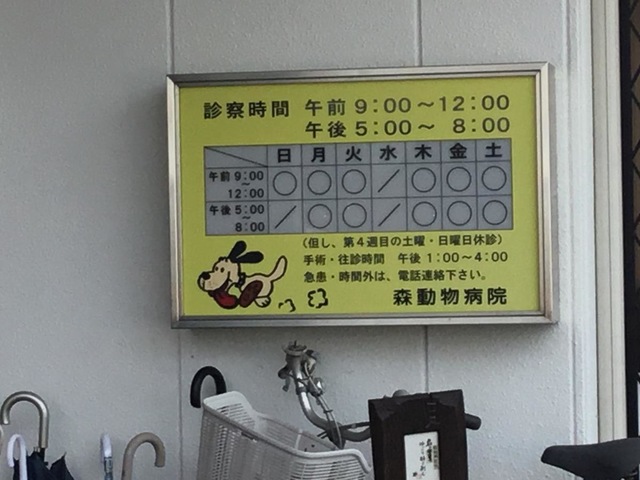 診察時間 午前 9:00～12:00
午後 5:00～ 8:00
日 月 火 水 木 金 土
午前 9:00～12:00 ○ ○ ○ ／ ○ ○ ○
午後 5:00～8:00 ／ ○ ○ ／ ○ ○ ○
（但し、第4週目の土曜・日曜日休診）
手術・往診時間 午後 1:00～4:00
急患・時間外は、電話連絡下さい。
森動物病院